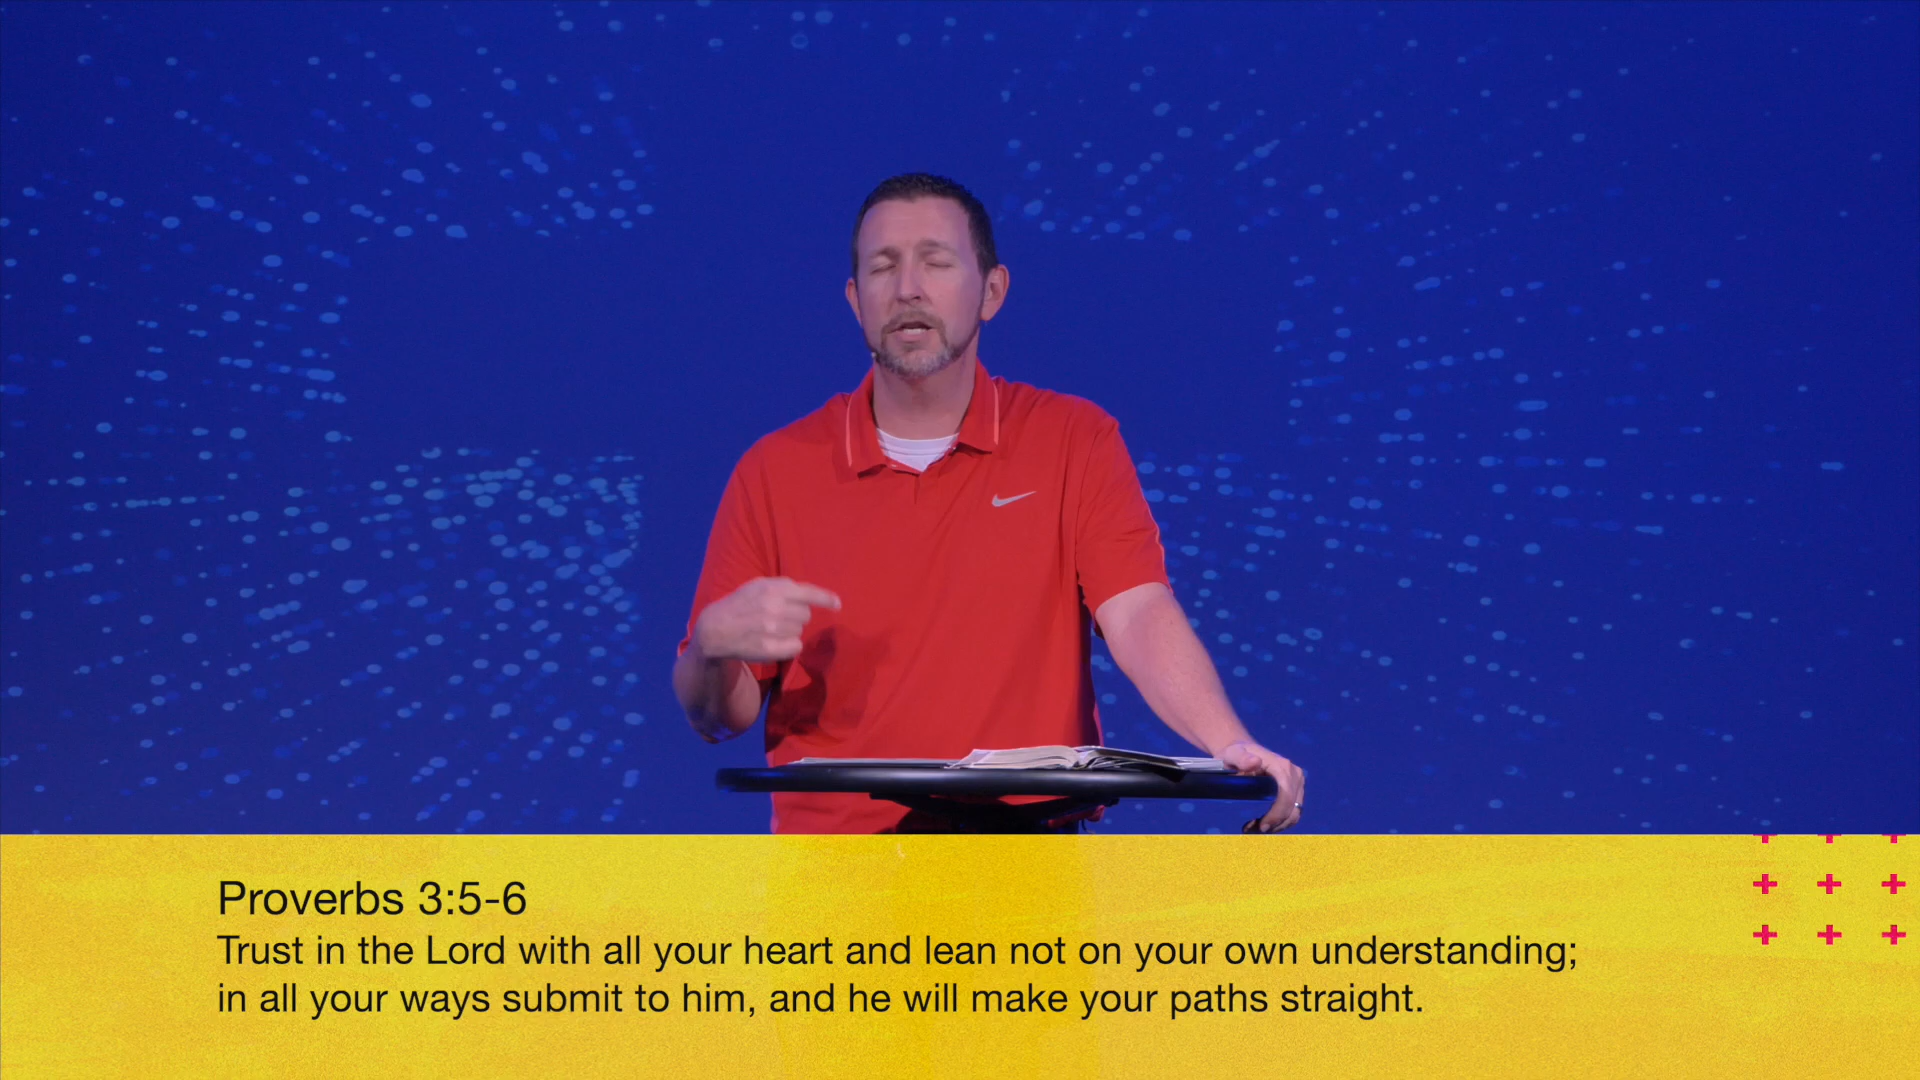 Proverbs 3:5-6
Trust in the Lord with all your heart and lean not on your own understanding;
in all your ways submit to him, and he will make your paths straight.